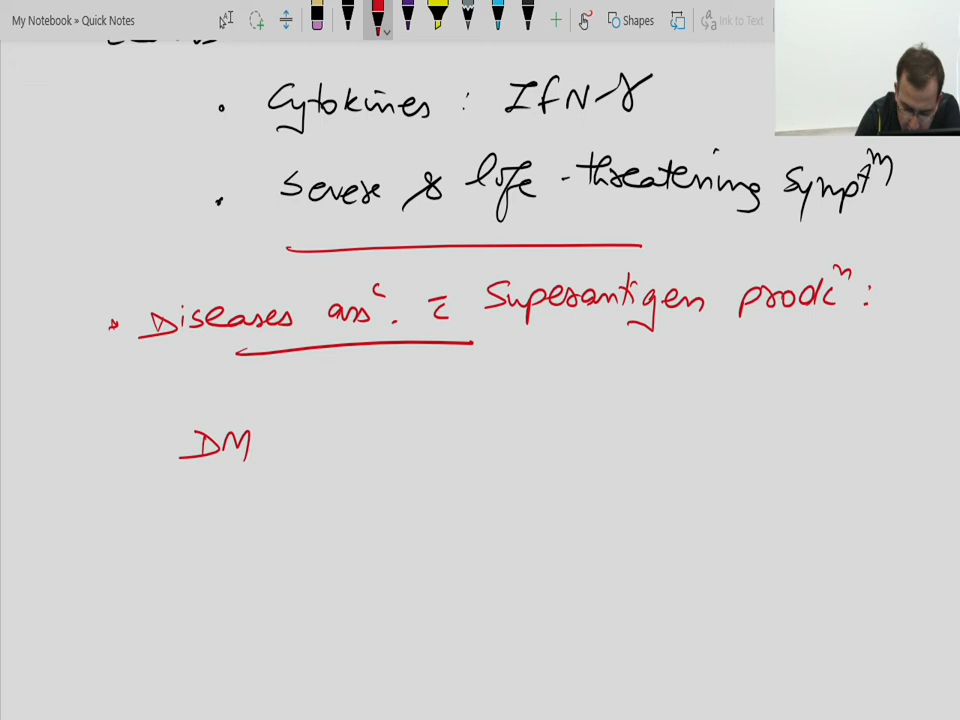 My Notebook » Quick Notes
Shapes
Ink to Text
• Cytokines : IFN γ
• Severe & life-threatening symptᵐ
• Diseases assᶜ. c̄ Superantigen prodcⁿ :
DM